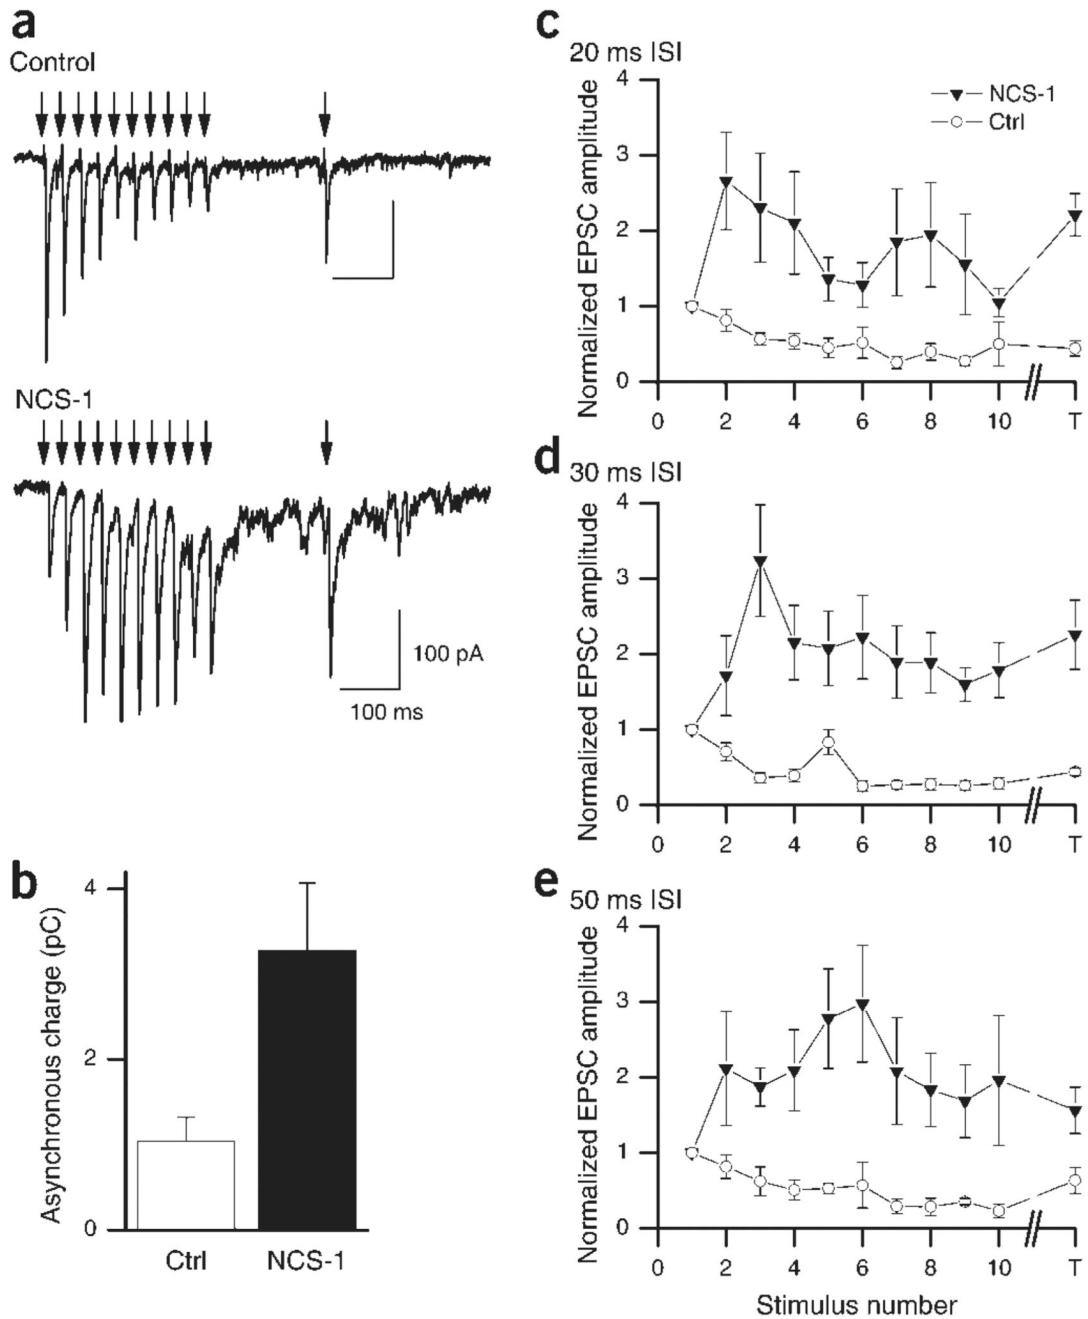 a
Control
NCS-1
100 pA
100 ms
b
Asynchronous charge (pC)
4
2
0
Ctrl NCS-1
c
20 ms ISI
Normalized EPSC amplitude
4
3
2
1
0
NCS-1
Ctrl
0 2 4 6 8 10 T
d
30 ms ISI
Normalized EPSC amplitude
4
3
2
1
0
0 2 4 6 8 10 T
e
50 ms ISI
Normalized EPSC amplitude
4
3
2
1
0
0 2 4 6 8 10 T
Stimulus number